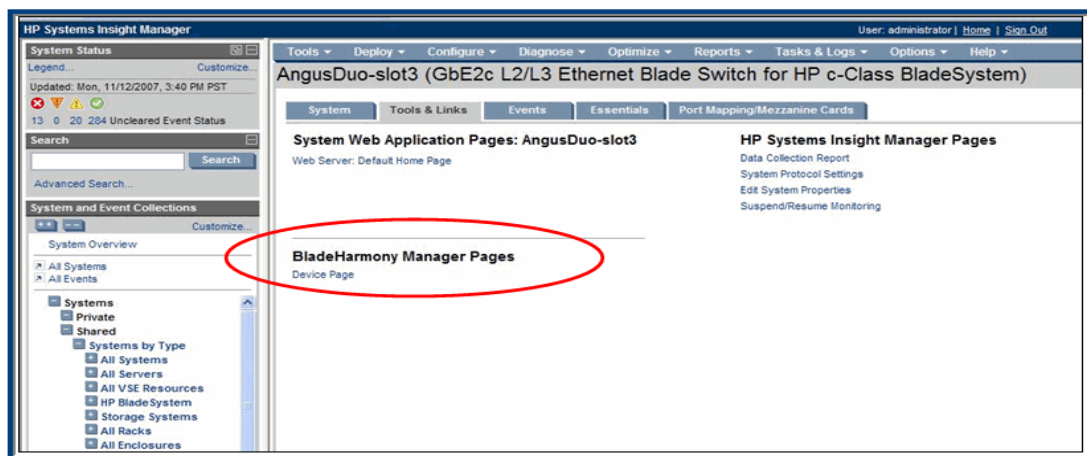 HP Systems Insight Manager
User: administrator | Home | Sign Out
System Status
Legend... Customize...
Updated: Mon, 11/12/2007, 3:40 PM PST
13 0 20 284 Uncleared Event Status
Search
Search
Advanced Search...
System and Event Collections
Customize...
System Overview
All Systems
All Events
Systems
Private
Shared
Systems by Type
All Systems
All Servers
All VSE Resources
HP BladeSystem
Storage Systems
All Racks
All Enclosures
Tools Deploy Configure Diagnose Optimize Reports Tasks & Logs Options Help
AngusDuo-slot3 (GbE2c L2/L3 Ethernet Blade Switch for HP c-Class BladeSystem)
System Tools & Links Events Essentials Port Mapping/Mezzanine Cards
System Web Application Pages: AngusDuo-slot3
Web Server: Default Home Page
HP Systems Insight Manager Pages
Data Collection Report
System Protocol Settings
Edit System Properties
Suspend/Resume Monitoring
BladeHarmony Manager Pages
Device Page